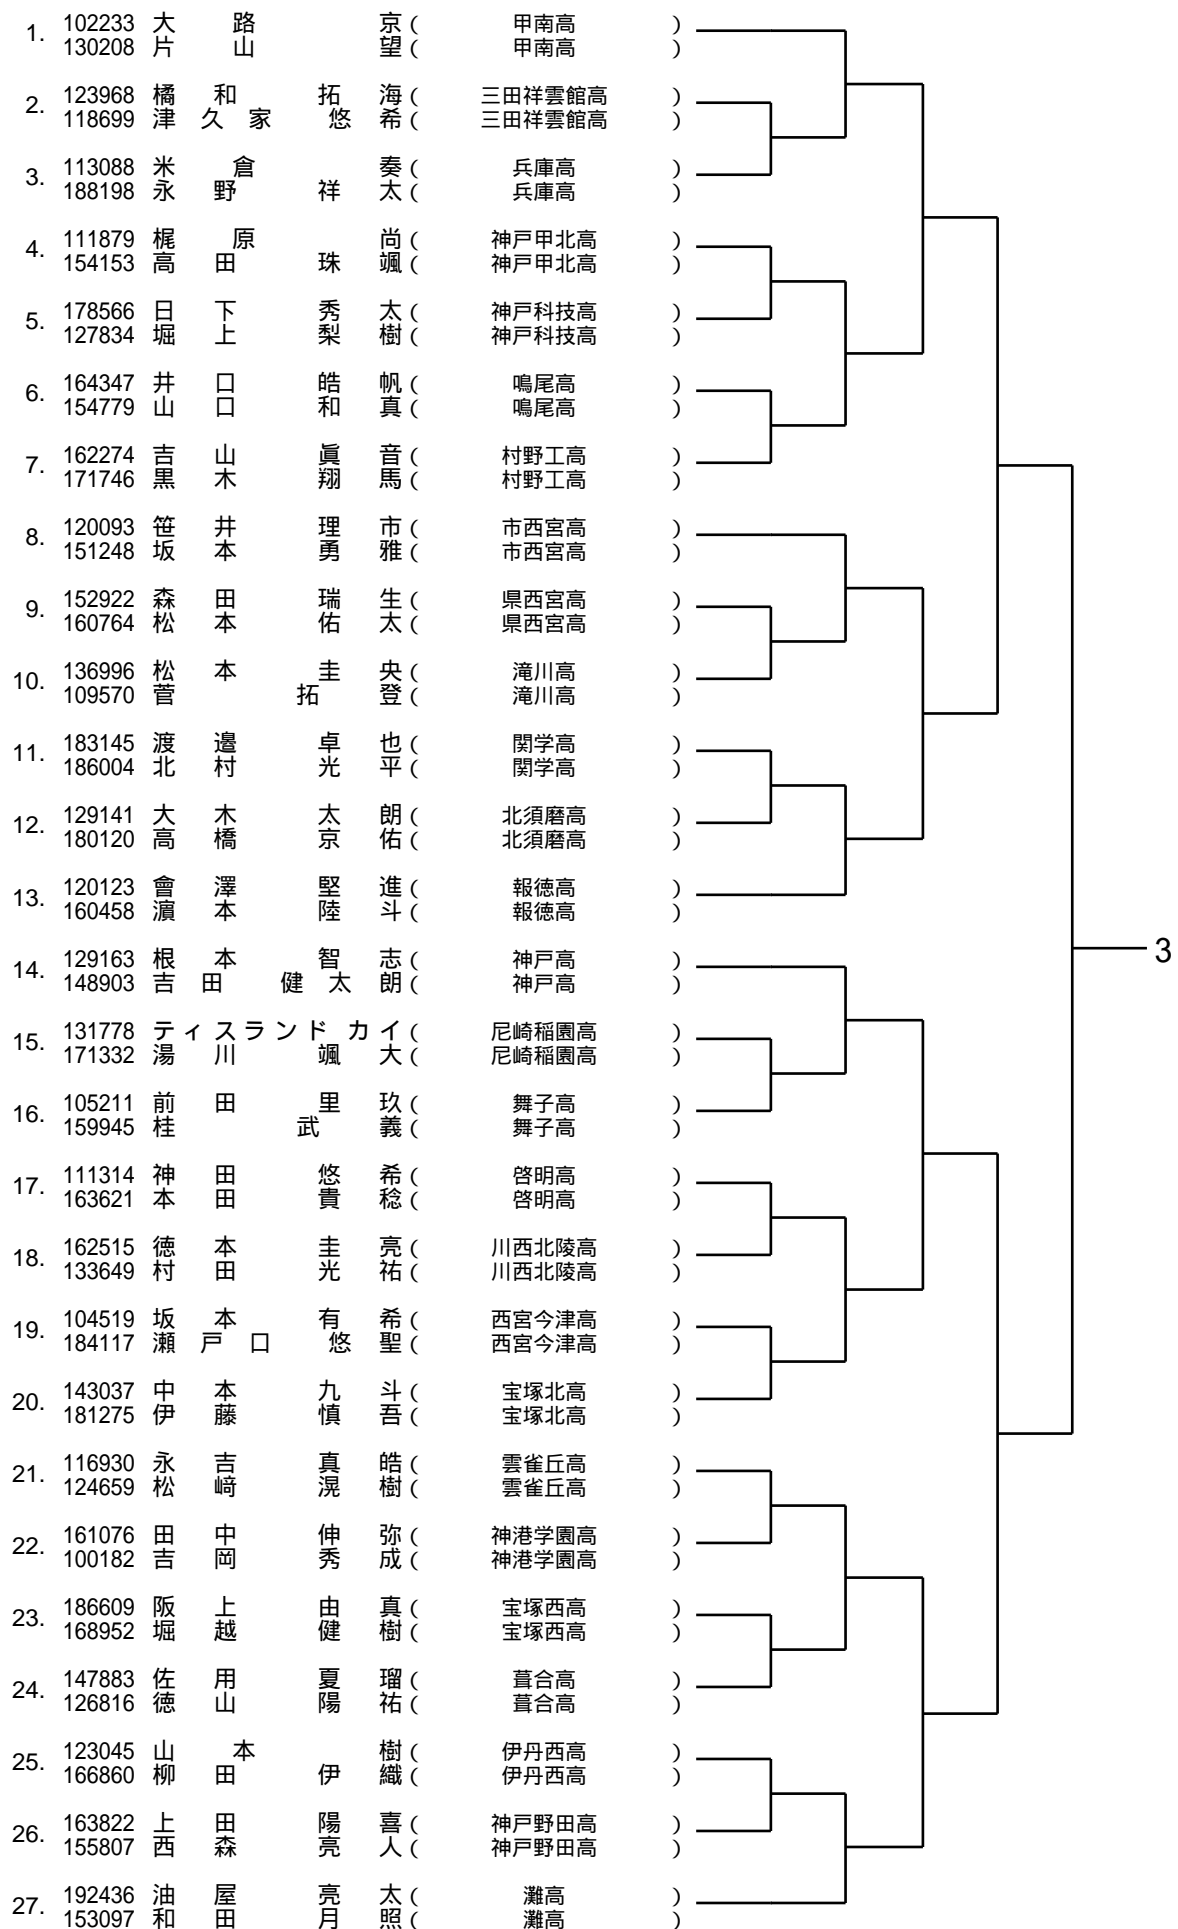 1. 102233 大路京 ( 甲南高 )
130208 片山望 ( 甲南高 )
2. 123968 橘和拓海 ( 三田祥雲館高 )
118699 津久家悠希 ( 三田祥雲館高 )
3. 113088 米倉奏 ( 兵庫高 )
188198 永野祥太 ( 兵庫高 )
4. 111879 梶原尚 ( 神戸甲北高 )
154153 高田珠颯 ( 神戸甲北高 )
5. 178566 日下秀太 ( 神戸科技高 )
127834 堀上梨樹 ( 神戸科技高 )
6. 164347 井口皓帆 ( 鳴尾高 )
154779 山口和真 ( 鳴尾高 )
7. 162274 吉山眞音 ( 村野工高 )
171746 黒木翔馬 ( 村野工高 )
8. 120093 笹井理市 ( 市西宮高 )
151248 坂本勇雅 ( 市西宮高 )
9. 152922 森田瑞生 ( 県西宮高 )
160764 松本佑太 ( 県西宮高 )
10. 136996 松本圭央 ( 滝川高 )
109570 菅拓登 ( 滝川高 )
11. 183145 渡邉卓也 ( 関学高 )
186004 北村光平 ( 関学高 )
12. 129141 大木太朗 ( 北須磨高 )
180120 高橋京佑 ( 北須磨高 )
13. 120123 會澤堅進 ( 報徳高 )
160458 濵本陸斗 ( 報徳高 )
14. 129163 根本智志 ( 神戸高 )
148903 吉田健太朗 ( 神戸高 )
15. 131778 ティスランド カイ ( 尼崎稲園高 )
171332 湯川颯大 ( 尼崎稲園高 )
16. 105211 前田里玖 ( 舞子高 )
159945 桂武義 ( 舞子高 )
17. 111314 神田悠希 ( 啓明高 )
163621 本田貴稔 ( 啓明高 )
18. 162515 徳本圭亮 ( 川西北陵高 )
133649 村田光祐 ( 川西北陵高 )
19. 104519 坂本有希 ( 西宮今津高 )
184117 瀬戸口悠聖 ( 西宮今津高 )
20. 143037 中本九斗 ( 宝塚北高 )
181275 伊藤慎吾 ( 宝塚北高 )
21. 116930 永吉真皓 ( 雲雀丘高 )
124659 松﨑滉樹 ( 雲雀丘高 )
22. 161076 田中伸弥 ( 神港学園高 )
100182 吉岡秀成 ( 神港学園高 )
23. 186609 阪上由真 ( 宝塚西高 )
168952 堀越健樹 ( 宝塚西高 )
24. 147883 佐用夏瑠 ( 葺合高 )
126816 徳山陽祐 ( 葺合高 )
25. 123045 山本樹 ( 伊丹西高 )
166860 柳田伊織 ( 伊丹西高 )
26. 163822 上田陽喜 ( 神戸野田高 )
155807 西森亮人 ( 神戸野田高 )
27. 192436 油屋亮太 ( 灘高 )
153097 和田月照 ( 灘高 )
3